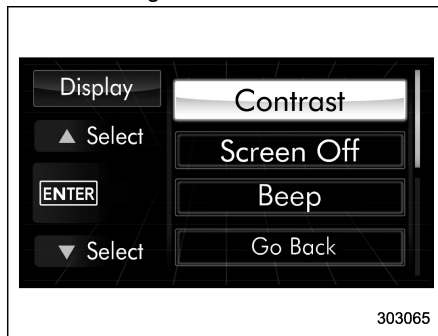 Display
▲ Select
ENTER
▼ Select
Contrast
Screen Off
Beep
Go Back
303065